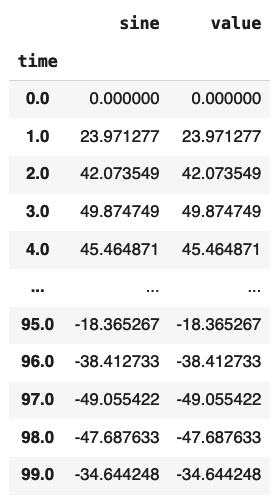 sine value
time
0.0 0.000000 0.000000
1.0 23.971277 23.971277
2.0 42.073549 42.073549
3.0 49.874749 49.874749
4.0 45.464871 45.464871
... ... ...
95.0 -18.365267 -18.365267
96.0 -38.412733 -38.412733
97.0 -49.055422 -49.055422
98.0 -47.687633 -47.687633
99.0 -34.644248 -34.644248